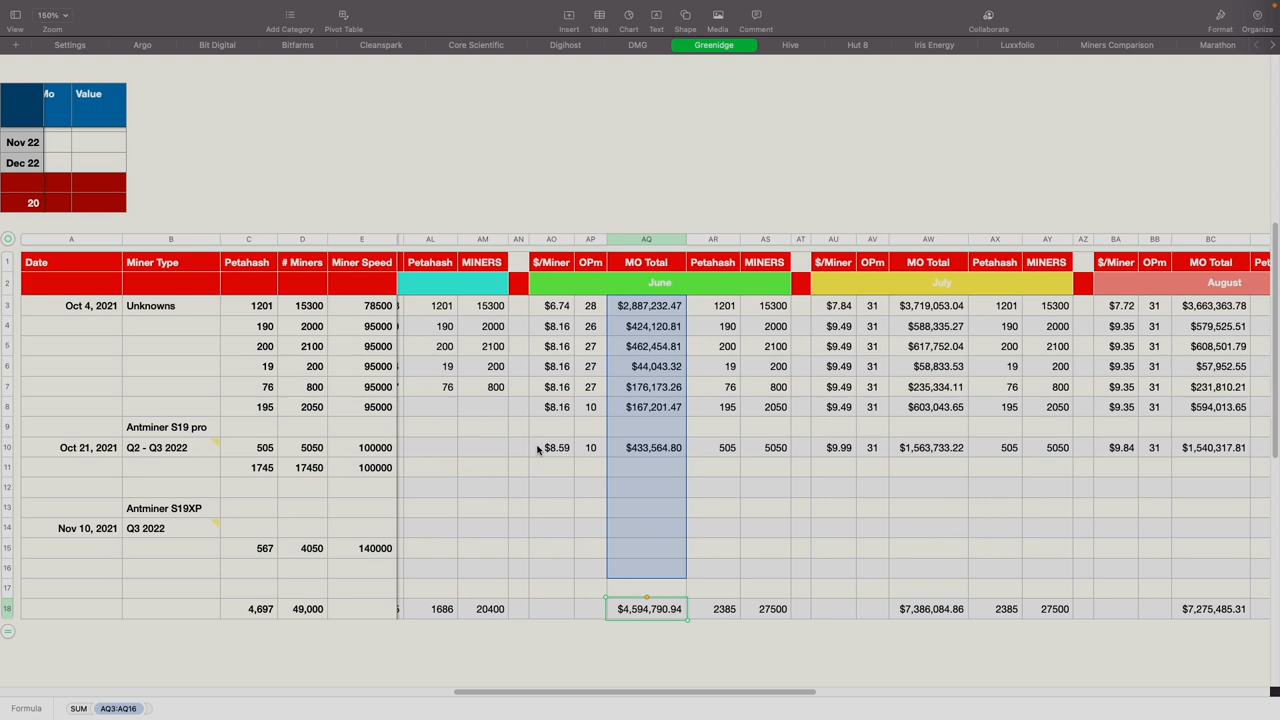 150%
View Zoom Add Category Pivot Table Insert Table Chart Text Shape Media Comment Collaborate Format Organize
Settings Argo Bit Digital Bitfarms Cleanspark Core Scientific Digihost DMG Greenidge Hive Hut 8 Iris Energy Luxxfolio Miners Comparison Marathon
Mo Value
Nov 22
Dec 22
20
A B C D E AL AM AN AO AP AQ AR AS AT AU AV AW AX AY AZ BA BB BC
1 Date Miner Type Petahash # Miners Miner Speed Petahash MINERS $/Miner OPm MO Total Petahash MINERS $/Miner OPm MO Total Petahash MINERS $/Miner OPm MO Total Pet
2 June July August
3 Oct 4, 2021 Unknowns 1201 15300 78500 1201 15300 $6.74 28 $2,887,232.47 1201 15300 $7.84 31 $3,719,053.04 1201 15300 $7.72 31 $3,663,363.78
4 190 2000 95000 190 2000 $8.16 26 $424,120.81 190 2000 $9.49 31 $588,335.27 190 2000 $9.35 31 $579,525.51
5 200 2100 95000 200 2100 $8.16 27 $462,454.81 200 2100 $9.49 31 $617,752.04 200 2100 $9.35 31 $608,501.79
6 19 200 95000 19 200 $8.16 27 $44,043.32 19 200 $9.49 31 $58,833.53 19 200 $9.35 31 $57,952.55
7 76 800 95000 76 800 $8.16 27 $176,173.26 76 800 $9.49 31 $235,334.11 76 800 $9.35 31 $231,810.21
8 195 2050 95000 $8.16 10 $167,201.47 195 2050 $9.49 31 $603,043.65 195 2050 $9.35 31 $594,013.65
9 Antminer S19 pro
10 Oct 21, 2021 Q2 - Q3 2022 505 5050 100000 $8.59 10 $433,564.80 505 5050 $9.99 31 $1,563,733.22 505 5050 $9.84 31 $1,540,317.81
11 1745 17450 100000
12
13 Antminer S19XP
14 Nov 10, 2021 Q3 2022
15 567 4050 140000
16
17
18 4,697 49,000 1686 20400 $4,594,790.94 2385 27500 $7,386,084.86 2385 27500 $7,275,485.31
Formula SUM AQ3:AQ16